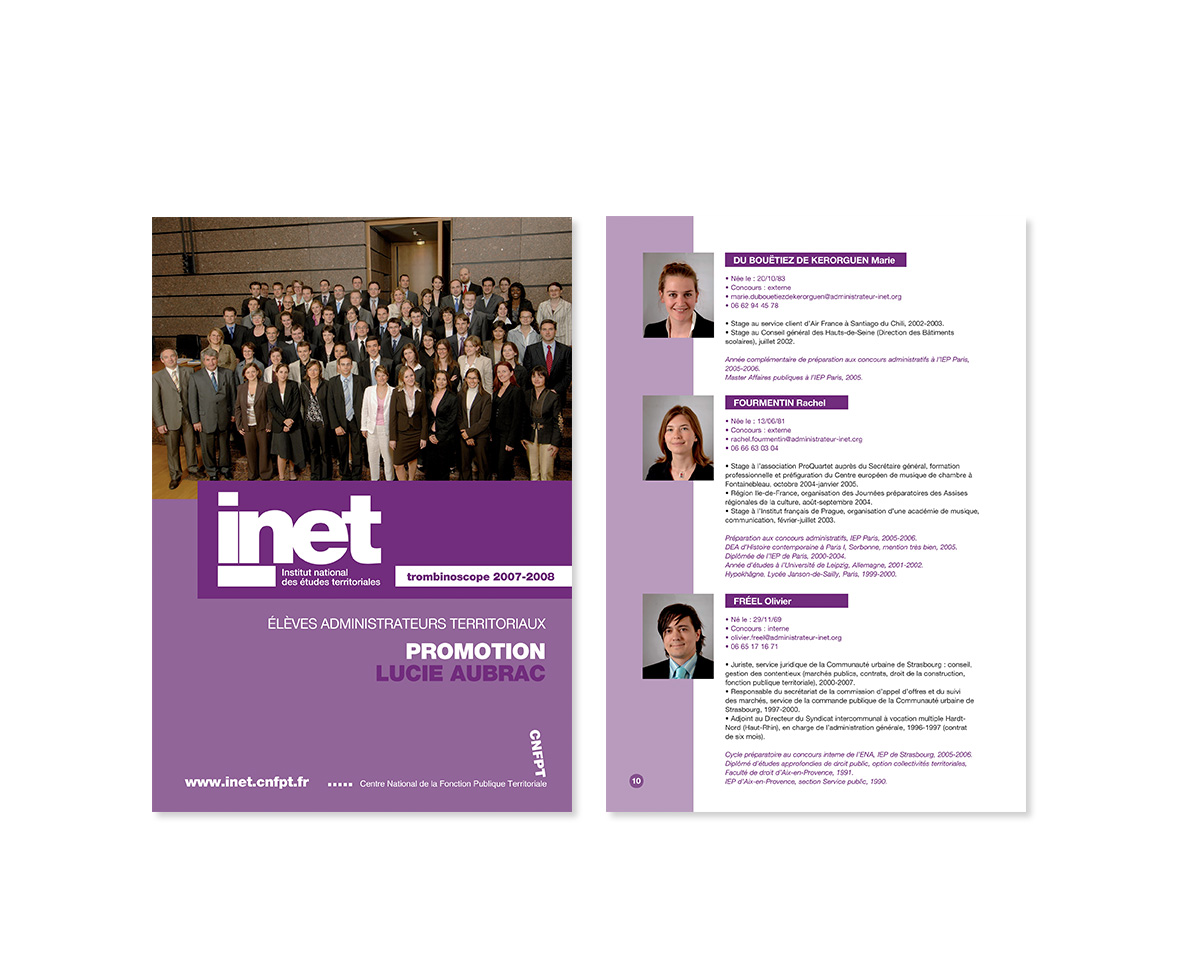 inet
Institut national
des études territoriales
trombinoscope 2007-2008
ÉLÈVES ADMINISTRATEURS TERRITORIAUX
PROMOTION
LUCIE AUBRAC
CNFPT
www.inet.cnfpt.fr
Centre National de la Fonction Publique Territoriale
DU BOUËTIEZ DE KERORGUEN Marie
• Née le : 20/10/83
• Concours : externe
• marie.dubouetiezdekerorguen@administrateur-inet.org
• 06 62 94 45 78
• Stage au service client d'Air France à Santiago du Chili, 2002-2003.
• Stage au Conseil général des Hauts-de-Seine (Direction des Bâtiments
scolaires), juillet 2002.
Année complémentaire de préparation aux concours administratifs à l'IEP Paris,
2005-2006.
Master Affaires publiques à l'IEP Paris, 2005.
FOURMENTIN Rachel
• Née le : 13/06/81
• Concours : externe
• rachel.fourmentin@administrateur-inet.org
• 06 66 63 03 04
• Stage à l'association ProQuartet auprès du Secrétaire général, formation
professionnelle et préfiguration du Centre européen de musique de chambre à
Fontainebleau. octobre 2004-janvier 2005.
• Région Ile-de-France, organisation des Journées préparatoires des Assises
régionales de la culture, août-septembre 2004.
• Stage à l'Institut français de Prague, organisation d'une académie de musique,
communication, février-juillet 2003.
Préparation aux concours administratifs, IEP Paris, 2005-2006.
DEA d'Histoire contemporaine à Paris I, Sorbonne, mention très bien, 2005.
Diplômée de l'IEP de Paris, 2000-2004.
Année d'études à l'Université de Leipzig, Allemagne, 2001-2002.
Hypokhâgne. Lycée Janson-de-Sailly, Paris, 1999-2000.
FRÉEL Olivier
• Né le : 29/11/69
• Concours : interne
• olivier.freel@administrateur-inet.org
• 06 65 17 16 71
• Juriste, service juridique de la Communauté urbaine de Strasbourg : conseil,
gestion des contentieux (marchés publics, contrats, droit de la construction,
fonction publique territoriale), 2000-2007.
• Responsable du secrétariat de la commission d'appel d'offres et du suivi
des marchés, service de la commande publique de la Communauté urbaine de
Strasbourg, 1997-2000.
• Adjoint au Directeur du Syndicat intercommunal à vocation multiple Hardt-
Nord (Haut-Rhin), en charge de l'administration générale, 1996-1997 (contrat
de six mois).
Cycle préparatoire au concours interne de l'ENA, IEP de Strasbourg, 2005-2006.
Diplômé d'études approfondies de droit public, option collectivités territoriales,
Faculté de droit d'Aix-en-Provence, 1991.
IEP d'Aix-en-Provence, section Service public, 1990.
10